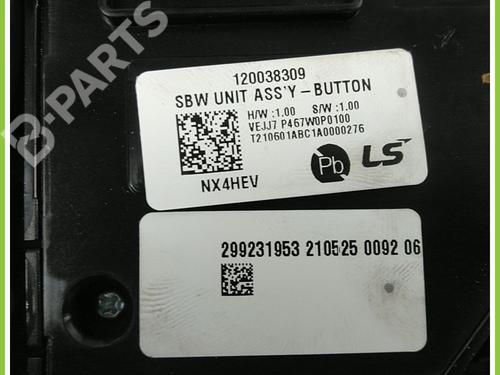 B-PARTS
120038309
SBW UNIT ASS'Y-BUTTON
H/W :1.00 S/W :1.00
VEJJ7 P467W0P0100
T210601ABC1A0000276
NX4HEV
Pb
LS
299231953 210525 0092 06